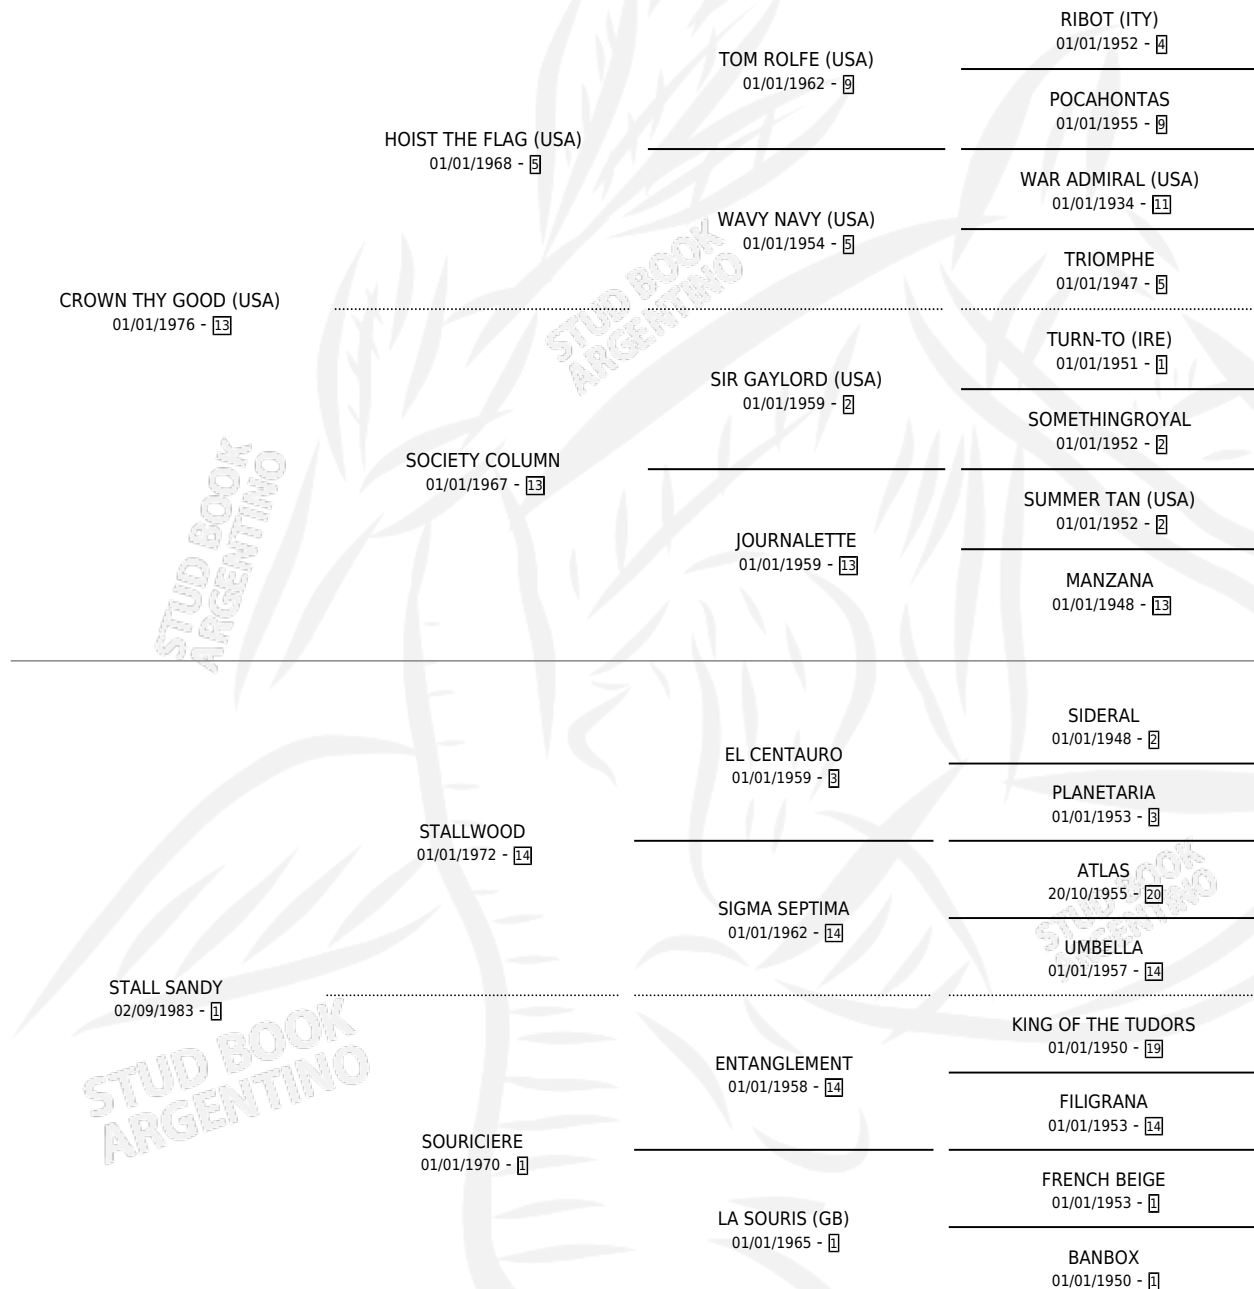 RIBOT (ITY)
01/01/1952 - 4
TOM ROLFE (USA)
01/01/1962 - 9
POCAHONTAS
01/01/1955 - 9
HOIST THE FLAG (USA)
01/01/1968 - 5
WAR ADMIRAL (USA)
01/01/1934 - 11
WAVY NAVY (USA)
01/01/1954 - 5
TRIOMPHE
01/01/1947 - 5
CROWN THY GOOD (USA)
01/01/1976 - 13
TURN-TO (IRE)
01/01/1951 - 1
SIR GAYLORD (USA)
01/01/1959 - 2
SOMETHINGROYAL
01/01/1952 - 2
SOCIETY COLUMN
01/01/1967 - 13
SUMMER TAN (USA)
01/01/1952 - 2
JOURNALETTE
01/01/1959 - 13
MANZANA
01/01/1948 - 13
SIDERAL
01/01/1948 - 2
EL CENTAURO
01/01/1959 - 3
PLANETARIA
01/01/1953 - 3
STALLWOOD
01/01/1972 - 14
ATLAS
20/10/1955 - 20
SIGMA SEPTIMA
01/01/1962 - 14
UMBELLA
01/01/1957 - 14
STALL SANDY
02/09/1983 - 1
KING OF THE TUDORS
01/01/1950 - 19
ENTANGLEMENT
01/01/1958 - 14
FILIGRANA
01/01/1953 - 14
SOURICIERE
01/01/1970 - 1
FRENCH BEIGE
01/01/1953 - 1
LA SOURIS (GB)
01/01/1965 - 1
BANBOX
01/01/1950 - 1
STUD BOOK
ARGENTINO
STUD BOOK
ARGENTINO
STUD BOOK
ARGENTINO
STUD BOOK
ARGENTINO